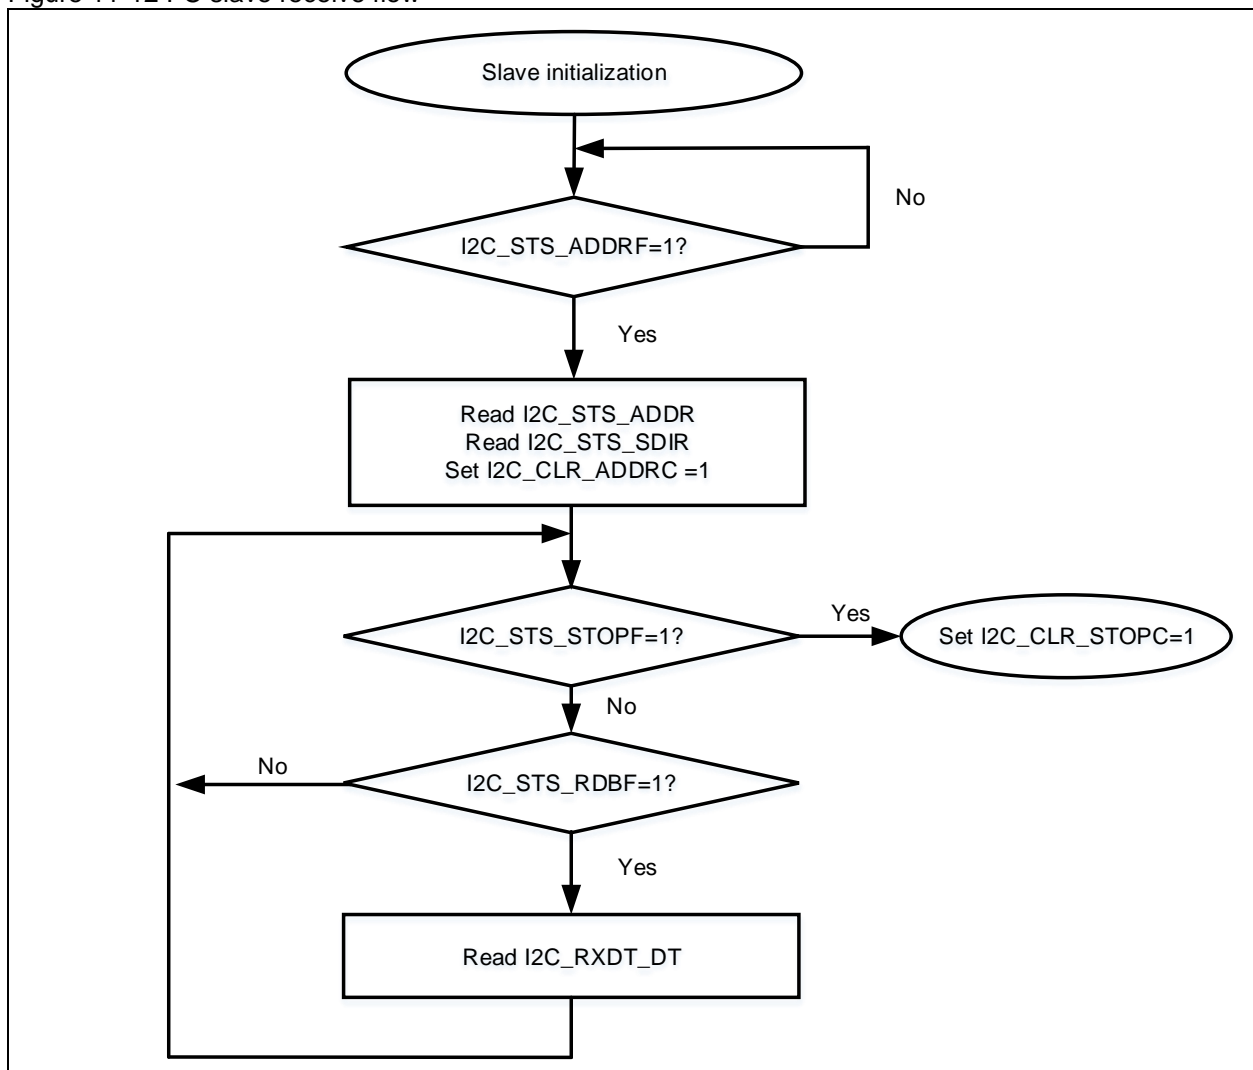 Slave initialization
No
I2C_STS_ADDRF=1?
Yes
Read I2C_STS_ADDR
Read I2C_STS_SDIR
Set I2C_CLR_ADDRC =1
I2C_STS_STOPF=1?
Yes
Set I2C_CLR_STOPC=1
No
No
I2C_STS_RDBF=1?
Yes
Read I2C_RXDT_DT